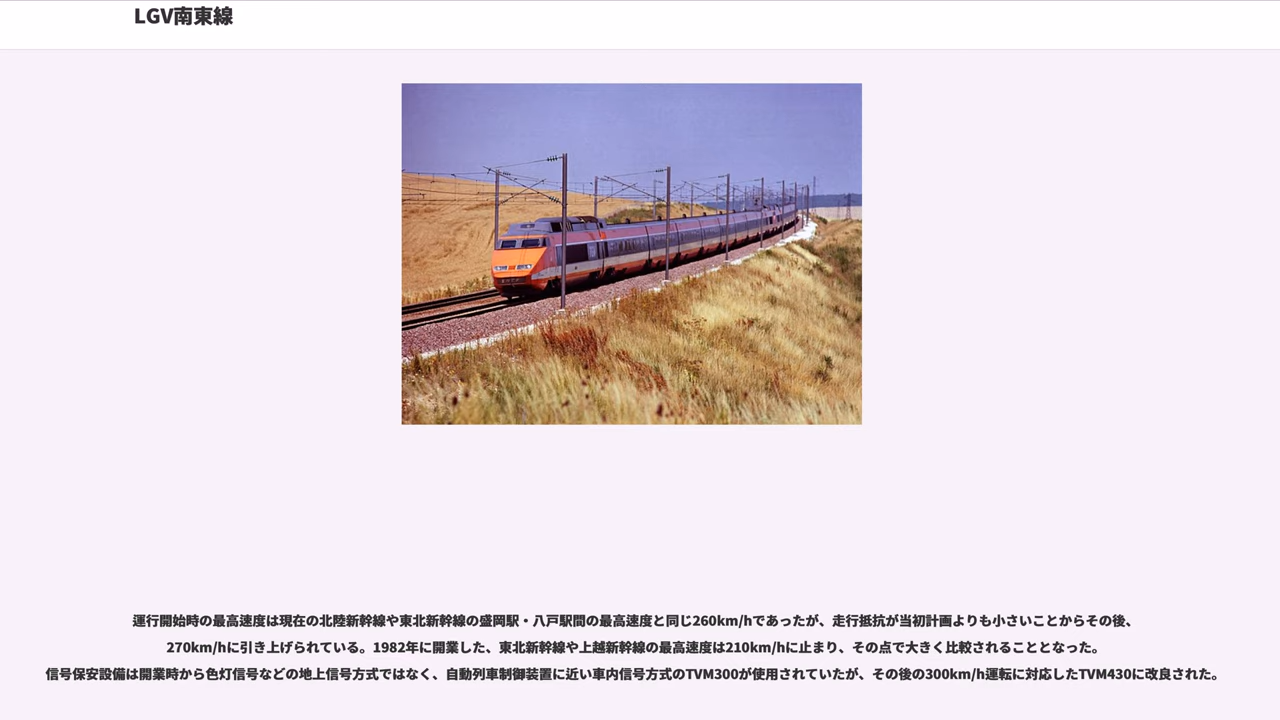 LGV南東線
運行開始時の最高速度は現在の北陸新幹線や東北新幹線の盛岡駅・八戸駅間の最高速度と同じ260km/hであったが、走行抵抗が当初計画よりも小さいことからその後、
270km/hに引き上げられている。1982年に開業した、東北新幹線や上越新幹線の最高速度は210km/hに止まり、その点で大きく比較されることとなった。
信号保安設備は開業時から色灯信号などの地上信号方式ではなく、自動列車制御装置に近い車内信号方式のTVM300が使用されていたが、その後の300km/h運転に対応したTVM430に改良された。